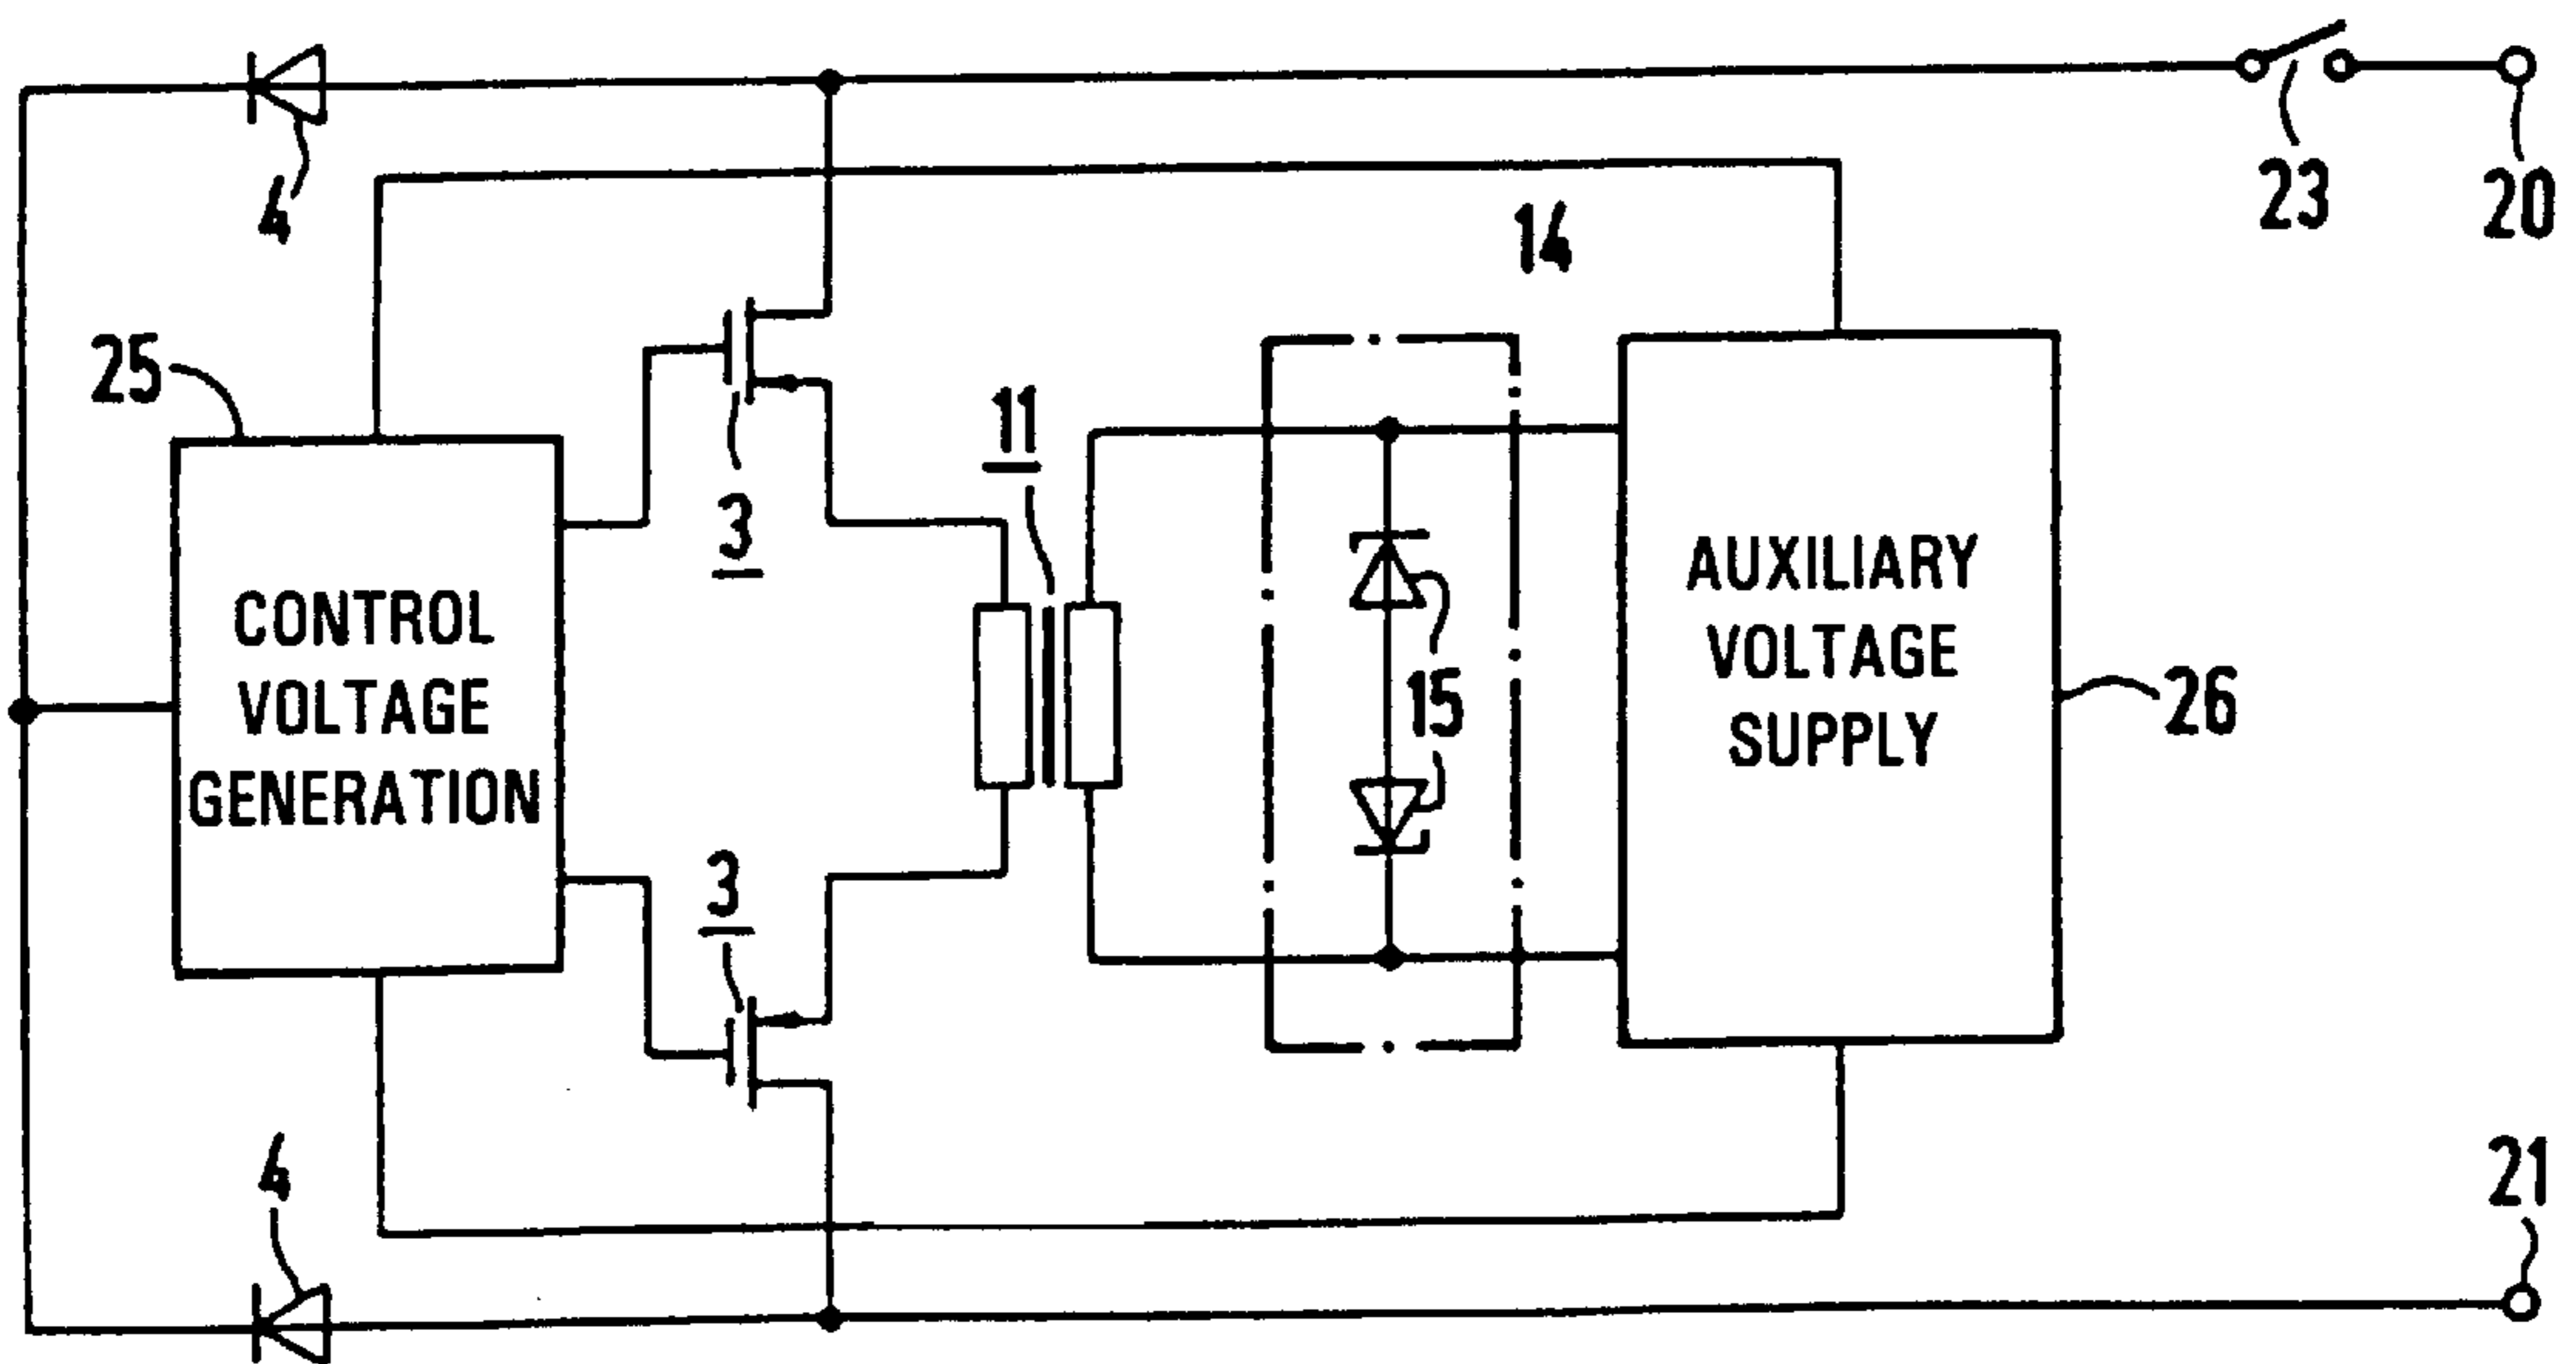 4
23
20
14
25
11
3
CONTROL
VOLTAGE
GENERATION
AUXILIARY
VOLTAGE
SUPPLY
15
26
3
4
21